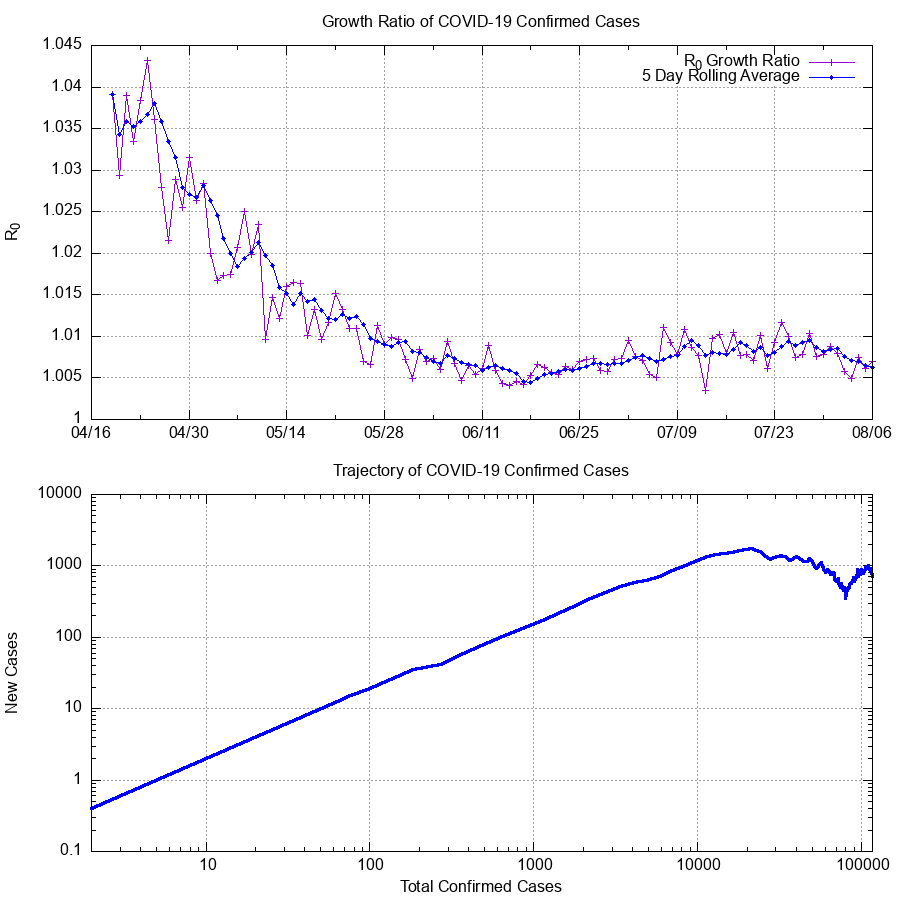 Growth Ratio of COVID-19 Confirmed Cases
1.045
1.04
1.035
1.03
1.025
1.02
1.015
1.01
1.005
1
R0
R0 Growth Ratio
5 Day Rolling Average
04/16 04/30 05/14 05/28 06/11 06/25 07/09 07/23 08/06
Trajectory of COVID-19 Confirmed Cases
10000
1000
100
10
1
0.1
New Cases
10 100 1000 10000 100000
Total Confirmed Cases